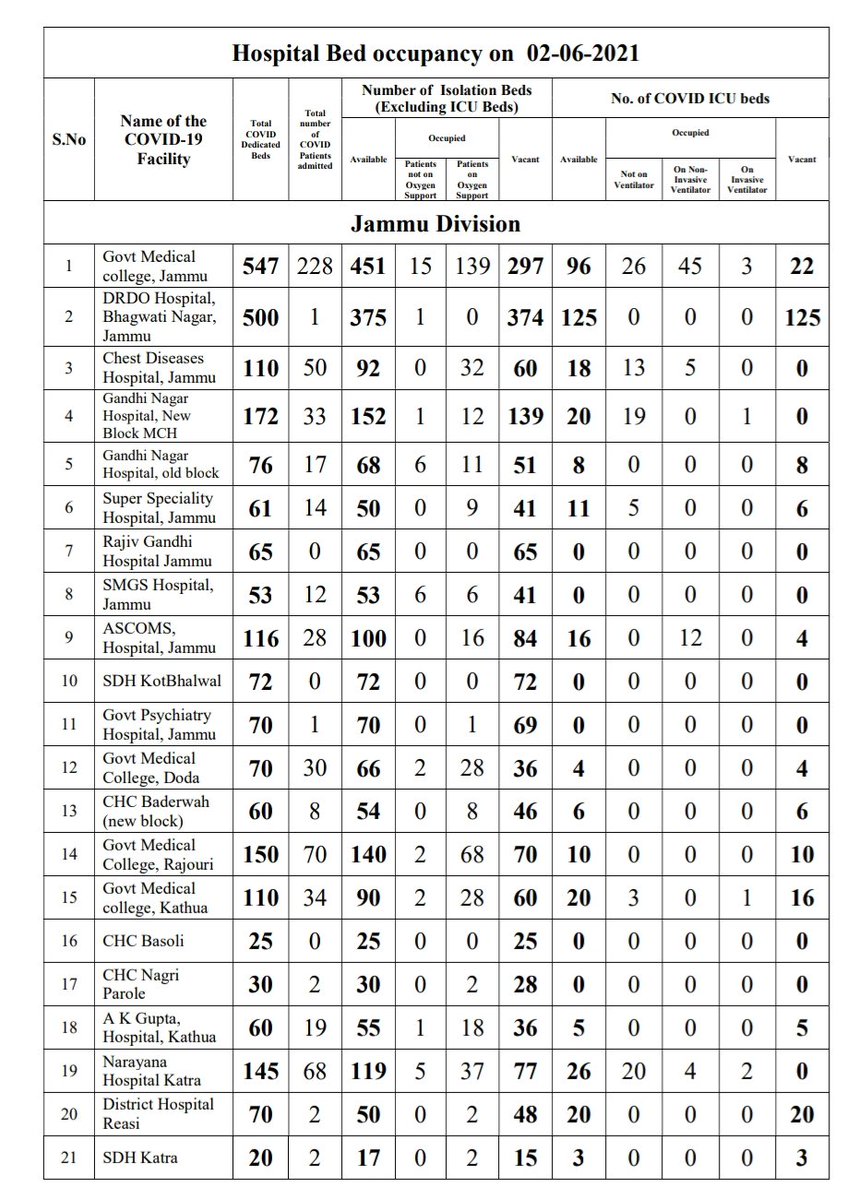 Hospital Bed occupancy on 02-06-2021
S.No
Name of the
COVID-19
Facility
Total
COVID
Dedicated
Beds
Total
number
of
COVID
Patients
admitted
Number of Isolation Beds
(Excluding ICU Beds)
No. of COVID ICU beds
Available
Occupied
Patients
not on
Oxygen
Support
Patients
on
Oxygen
Support
Vacant
Available
Occupied
Not on
Ventilator
On Non-
Invasive
Ventilator
On
Invasive
Ventilator
Vacant
Jammu Division
1 Govt Medical
college, Jammu 547 228 451 15 139 297 96 26 45 3 22
2 DRDO Hospital,
Bhagwati Nagar,
Jammu 500 1 375 1 0 374 125 0 0 0 125
3 Chest Diseases
Hospital, Jammu 110 50 92 0 32 60 18 13 5 0 0
4 Gandhi Nagar
Hospital, New
Block MCH 172 33 152 1 12 139 20 19 0 1 0
5 Gandhi Nagar
Hospital, old block 76 17 68 6 11 51 8 0 0 0 8
6 Super Speciality
Hospital, Jammu 61 14 50 0 9 41 11 5 0 0 6
7 Rajiv Gandhi
Hospital Jammu 65 0 65 0 0 65 0 0 0 0 0
8 SMGS Hospital,
Jammu 53 12 53 6 6 41 0 0 0 0 0
9 ASCOMS,
Hospital, Jammu 116 28 100 0 16 84 16 0 12 0 4
10 SDH KotBhalwal 72 0 72 0 0 72 0 0 0 0 0
11 Govt Psychiatry
Hospital, Jammu 70 1 70 0 1 69 0 0 0 0 0
12 Govt Medical
College, Doda 70 30 66 2 28 36 4 0 0 0 4
13 CHC Baderwah
(new block) 60 8 54 0 8 46 6 0 0 0 6
14 Govt Medical
College, Rajouri 150 70 140 2 68 70 10 0 0 0 10
15 Govt Medical
college, Kathua 110 34 90 2 28 60 20 3 0 1 16
16 CHC Basoli 25 0 25 0 0 25 0 0 0 0 0
17 CHC Nagri
Parole 30 2 30 0 2 28 0 0 0 0 0
18 A K Gupta,
Hospital, Kathua 60 19 55 1 18 36 5 0 0 0 5
19 Narayana
Hospital Katra 145 68 119 5 37 77 26 20 4 2 0
20 District Hospital
Reasi 70 2 50 0 2 48 20 0 0 0 20
21 SDH Katra 20 2 17 0 2 15 3 0 0 0 3